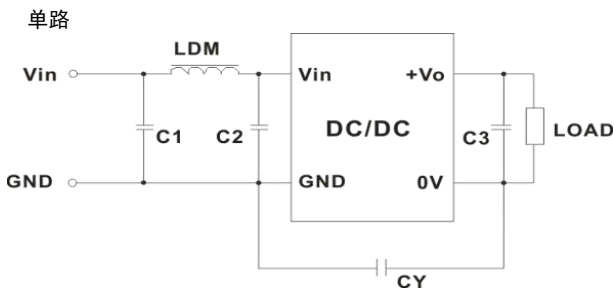 单路
LDM
Vin
Vin
+Vo
C1
C2
DC/DC
C3
LOAD
GND
GND
0V
CY